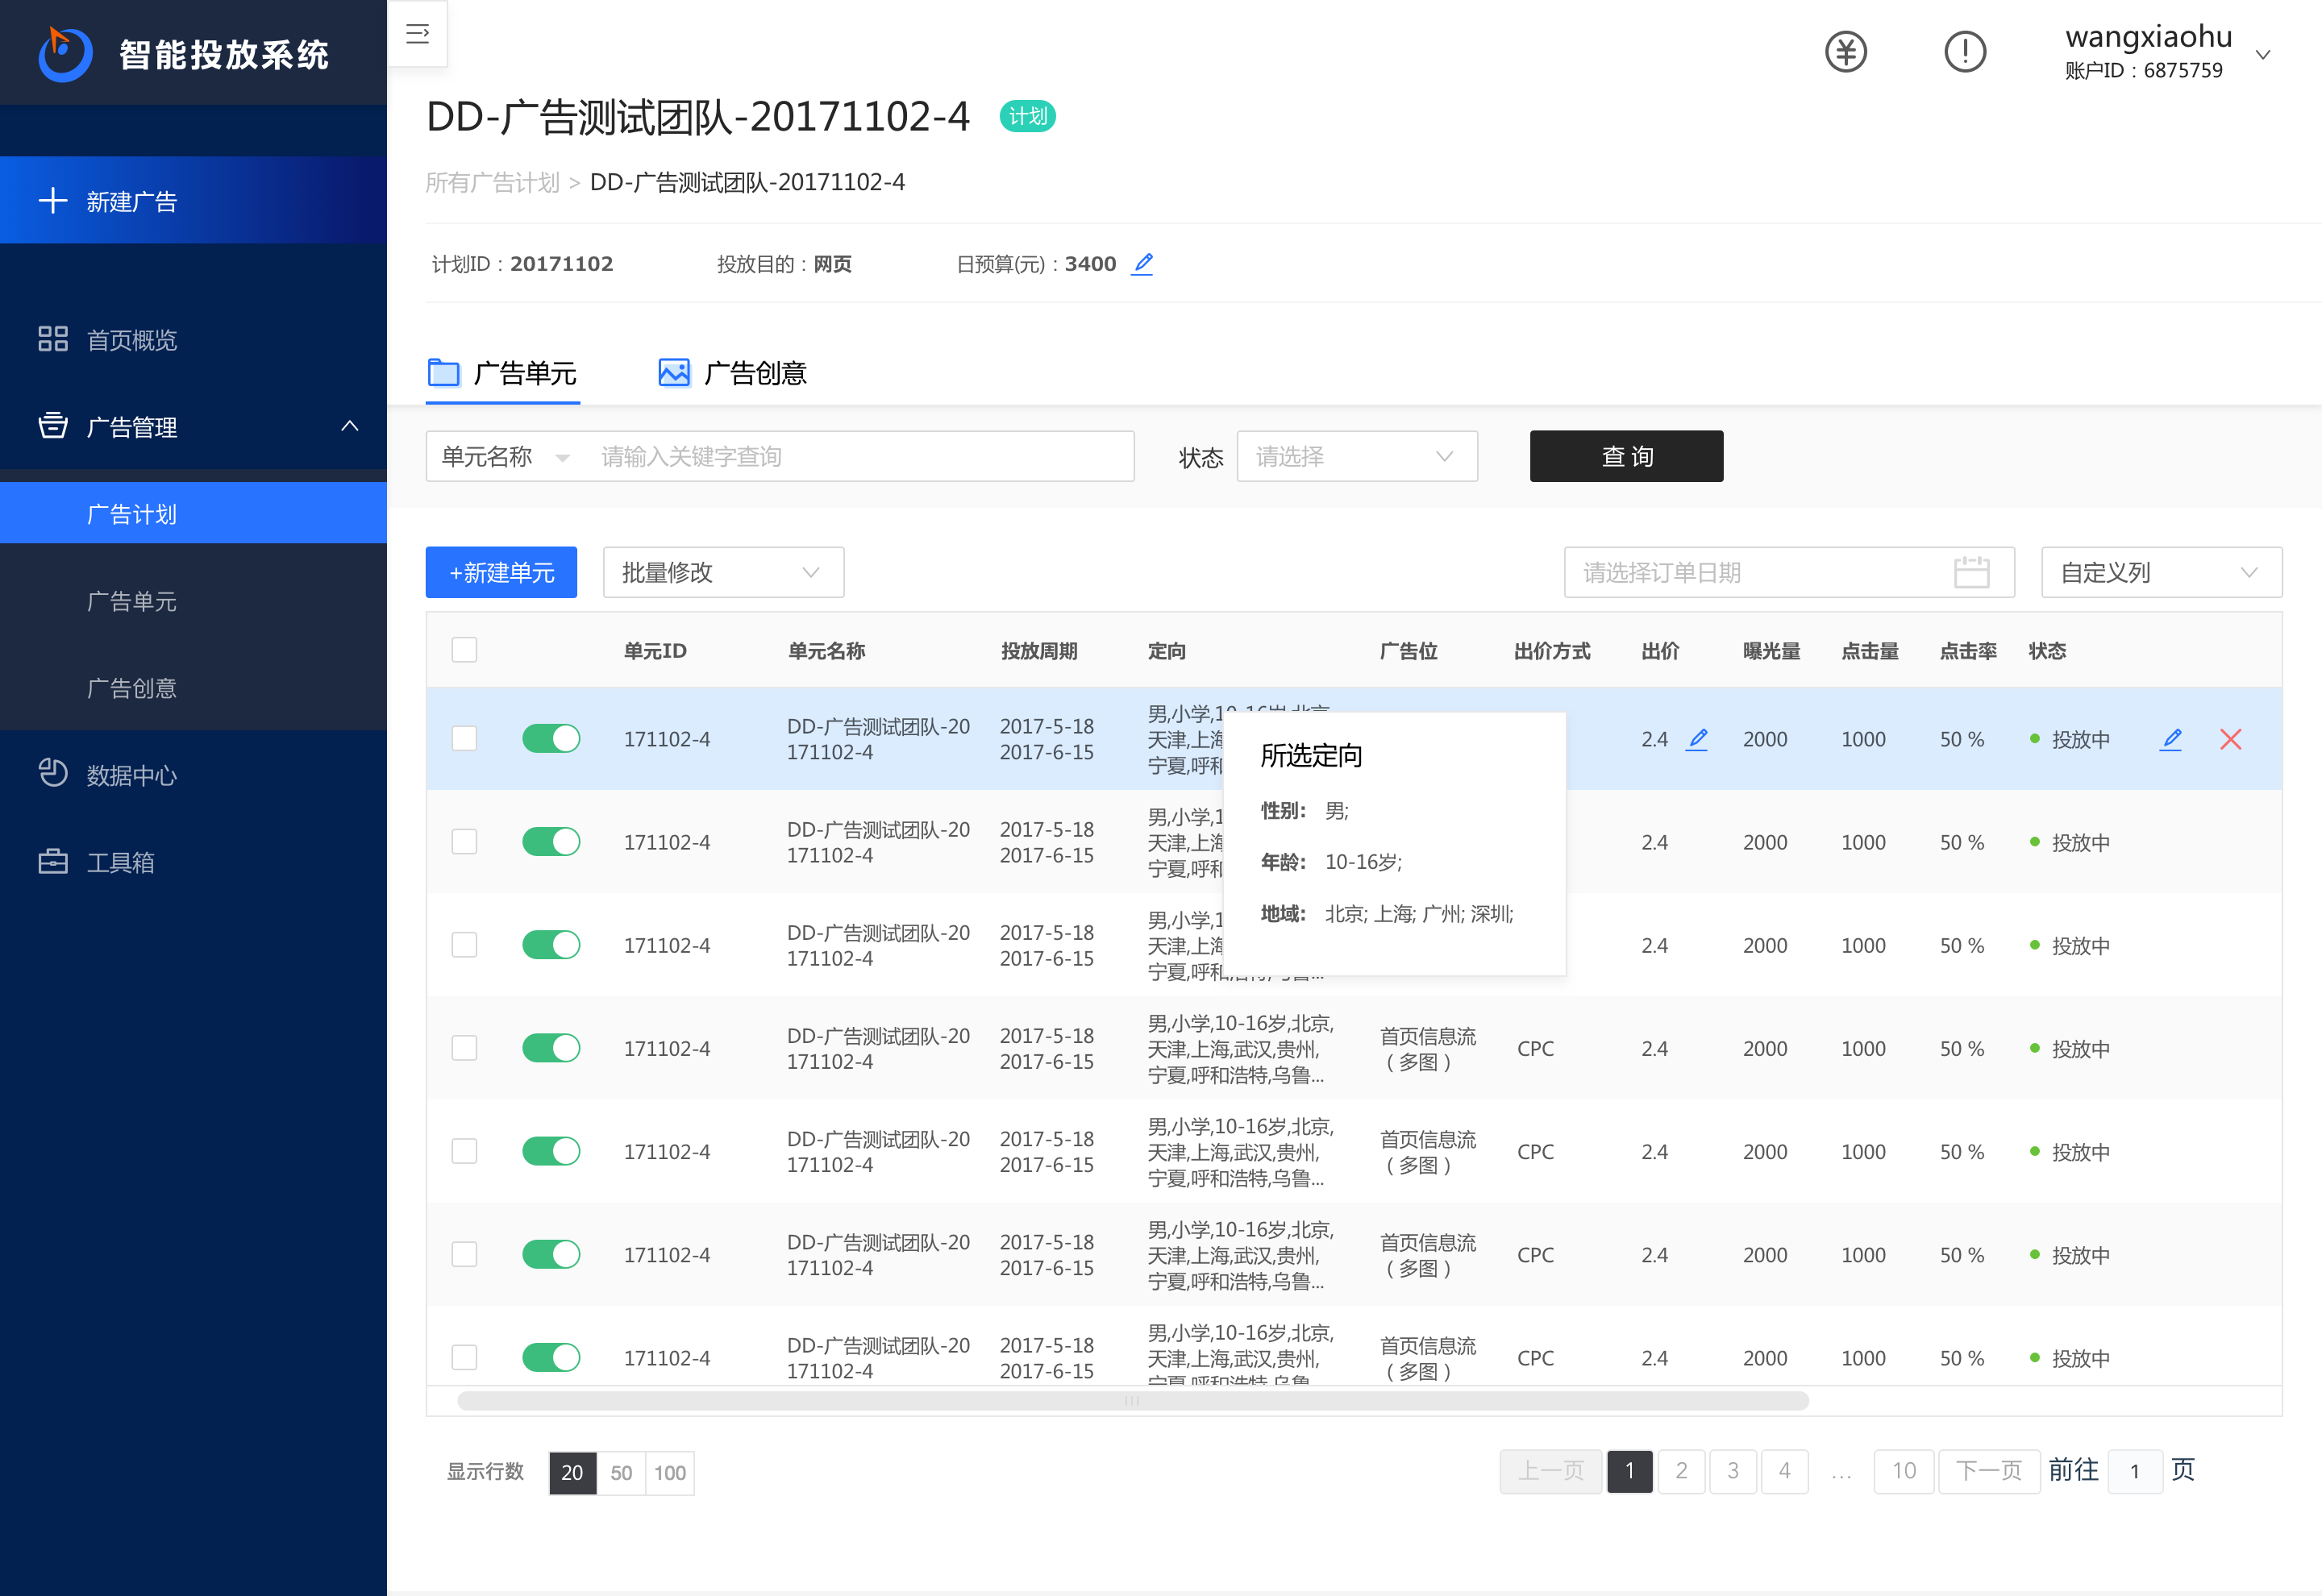 智能投放系统
wangxiaohu
账户ID：6875759
DD-广告测试团队-20171102-4
计划
所有广告计划 > DD-广告测试团队-20171102-4
计划ID：20171102
投放目的：网页
日预算(元)：3400
新建广告
首页概览
广告管理
广告计划
广告单元
广告创意
数据中心
工具箱
广告单元
广告创意
单元名称
请输入关键字查询
状态
请选择
查 询
+新建单元
批量修改
请选择订单日期
自定义列
单元ID 单元名称 投放周期 定向 广告位 出价方式 出价 曝光量 点击量 点击率 状态
171102-4
DD-广告测试团队-20
171102-4
2017-5-18
2017-6-15
天津,上海
宁夏,呼和
2.4 2000 1000 50 % 投放中
所选定向
性别: 男;
年龄: 10-16岁;
地域: 北京; 上海; 广州; 深圳;
171102-4
DD-广告测试团队-20
171102-4
2017-5-18
2017-6-15
男,小学,1
天津,上海
宁夏,呼和
2.4 2000 1000 50 % 投放中
171102-4
DD-广告测试团队-20
171102-4
2017-5-18
2017-6-15
男,小学,1
天津,上海
宁夏,呼和
2.4 2000 1000 50 % 投放中
171102-4
DD-广告测试团队-20
171102-4
2017-5-18
2017-6-15
男,小学,10-16岁,北京,
天津,上海,武汉,贵州,
宁夏,呼和浩特,乌鲁...
首页信息流
（多图）
CPC 2.4 2000 1000 50 % 投放中
171102-4
DD-广告测试团队-20
171102-4
2017-5-18
2017-6-15
男,小学,10-16岁,北京,
天津,上海,武汉,贵州,
宁夏,呼和浩特,乌鲁...
首页信息流
（多图）
CPC 2.4 2000 1000 50 % 投放中
171102-4
DD-广告测试团队-20
171102-4
2017-5-18
2017-6-15
男,小学,10-16岁,北京,
天津,上海,武汉,贵州,
宁夏,呼和浩特,乌鲁...
首页信息流
（多图）
CPC 2.4 2000 1000 50 % 投放中
171102-4
DD-广告测试团队-20
171102-4
2017-5-18
2017-6-15
男,小学,10-16岁,北京,
天津,上海,武汉,贵州,
首页信息流
（多图）
CPC 2.4 2000 1000 50 % 投放中
显示行数 20 50 100
上一页 1 2 3 4 ... 10 下一页 前往 1 页